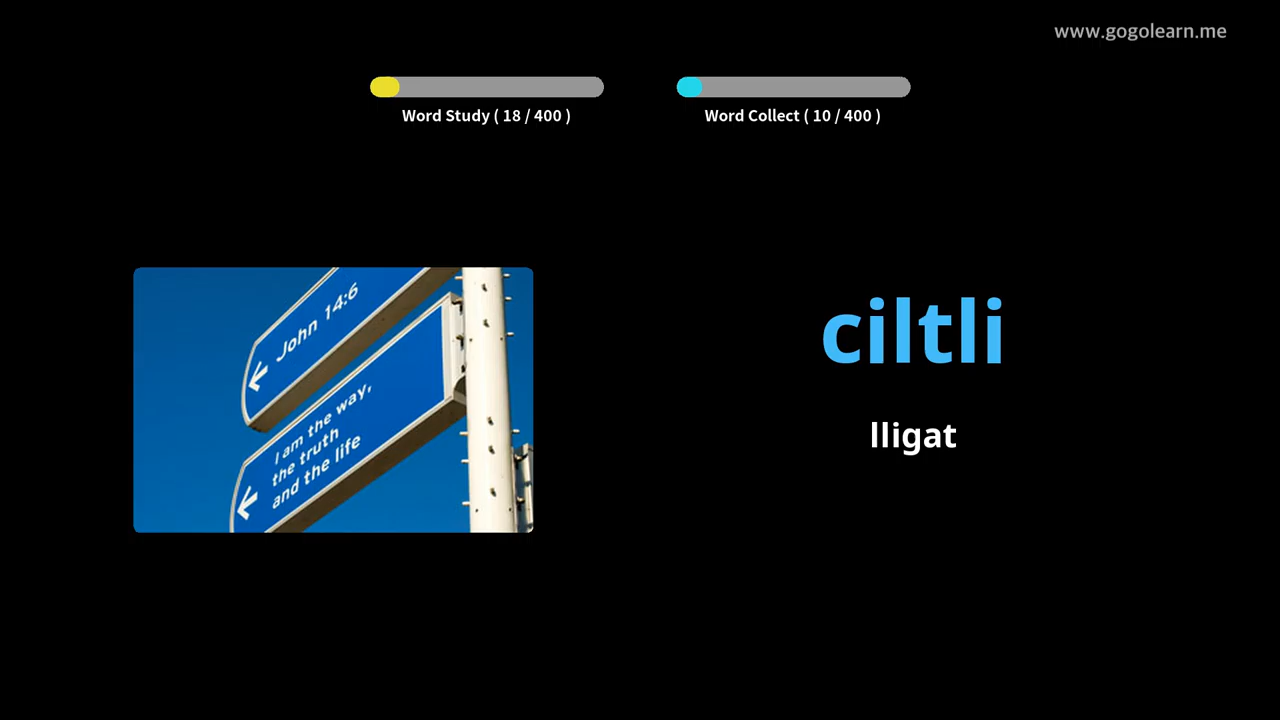 www.gogolearn.me
Word Study ( 18 / 400 )
Word Collect ( 10 / 400 )
John 14:6
I am the way,
the truth
and the life
ciltli
lligat